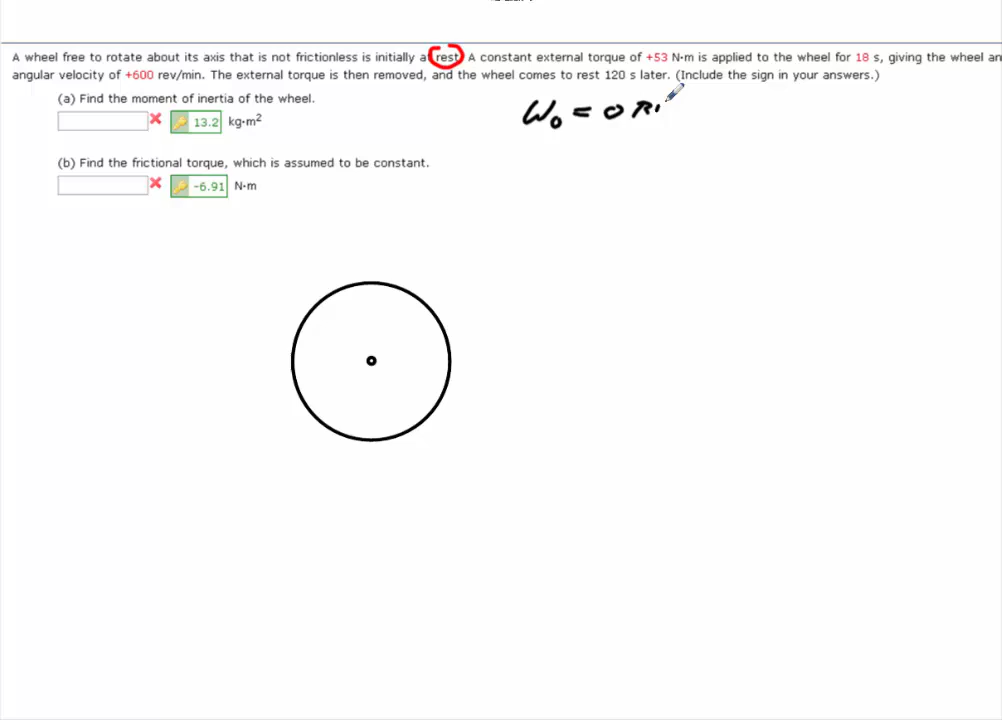 A wheel free to rotate about its axis that is not frictionless is initially a rest. A constant external torque of +53 N·m is applied to the wheel for 18 s, giving the wheel an
angular velocity of +600 rev/min. The external torque is then removed, and the wheel comes to rest 120 s later. (Include the sign in your answers.)
(a) Find the moment of inertia of the wheel.
13.2 kg·m²
(b) Find the frictional torque, which is assumed to be constant.
-6.91 N·m
W₀ = 0